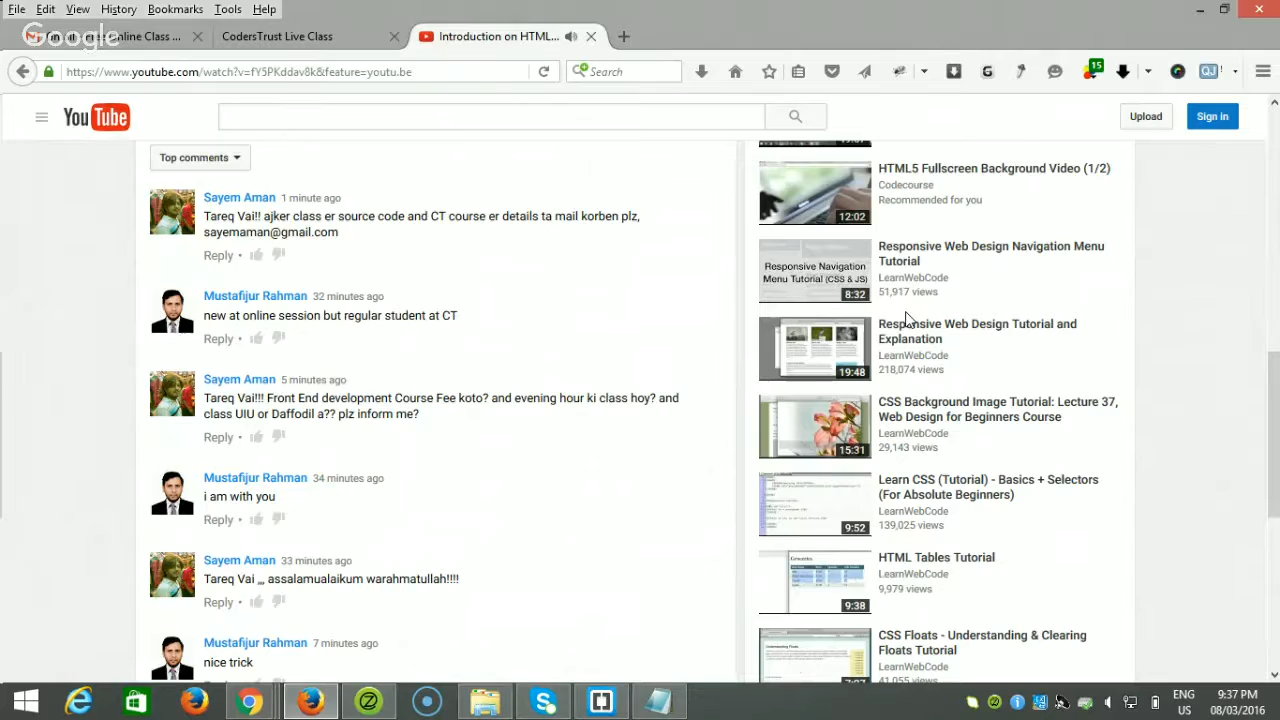 File Edit View History Bookmarks Tools Help
Google
CodersTrust Live Class
Introduction on HTML...
https://www.youtube.com/watch?v=fY5PKddav8k&feature=youtu.be
Search
15
YouTube
Upload
Sign in
Top comments
Sayem Aman 1 minute ago
Tareq Vai!! ajker class er source code and CT course er details ta mail korben plz,
sayemaman@gmail.com
Reply
Mustafijur Rahman 32 minutes ago
new at online session but regular student at CT
Reply
Sayem Aman 5 minutes ago
Tareq Vai!!! Front End development Course Fee koto? and evening hour ki class hoy? and
class UIU or Daffodil a?? plz inform me?
Reply
Mustafijur Rahman 34 minutes ago
i am with you
Reply
Sayem Aman 33 minutes ago
Tareq Vai ,,, assalamualaikum warahmatullah!!!!
Reply
Mustafijur Rahman 7 minutes ago
nice trick
HTML5 Fullscreen Background Video (1/2)
Codecourse
Recommended for you
12:02
Responsive Web Design Navigation Menu
Tutorial
LearnWebCode
51,917 views
Responsive Navigation
Menu Tutorial (CSS & JS)
8:32
Responsive Web Design Tutorial and
Explanation
LearnWebCode
218,074 views
19:48
CSS Background Image Tutorial: Lecture 37,
Web Design for Beginners Course
LearnWebCode
29,143 views
15:31
Learn CSS (Tutorial) - Basics + Selectors
(For Absolute Beginners)
LearnWebCode
139,025 views
9:52
HTML Tables Tutorial
LearnWebCode
9,979 views
9:38
CSS Floats - Understanding & Clearing
Floats Tutorial
LearnWebCode
41,055 views
ENG
US
9:37 PM
08/03/2016